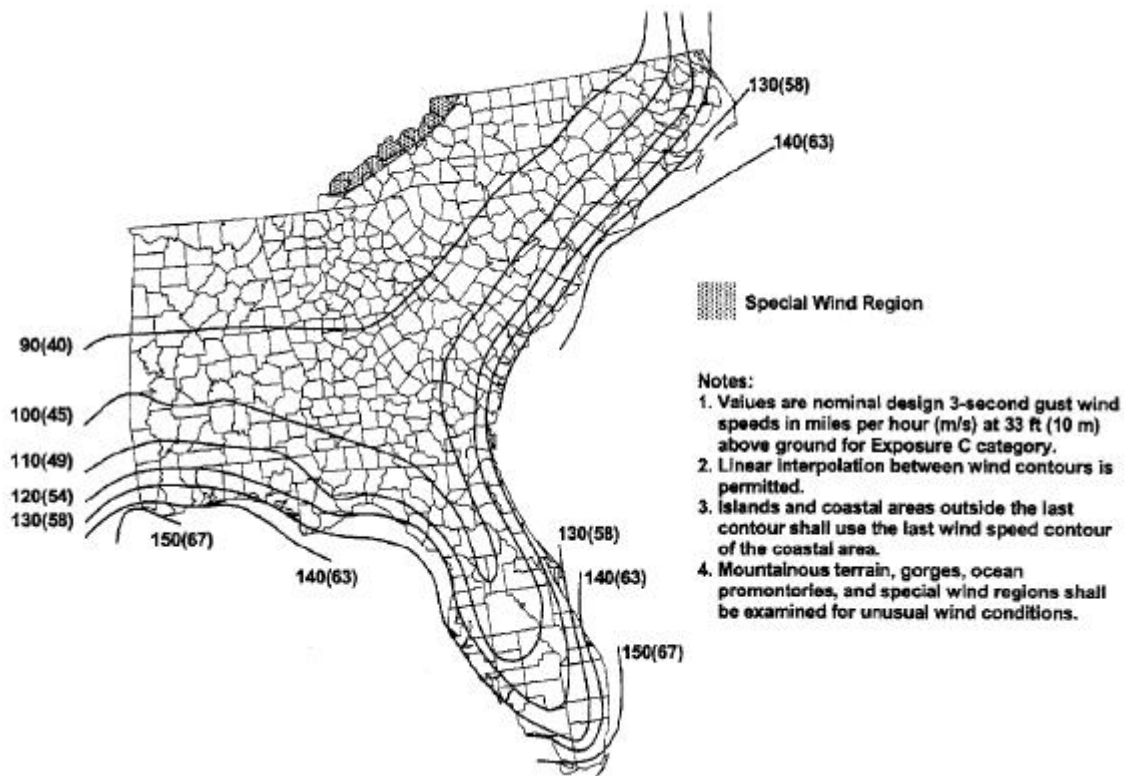 130(58)
140(63)
Special Wind Region
90(40)
100(45)
110(49)
120(54)
130(58)
150(67)
140(63)
130(58)
140(63)
150(67)
Notes:
1. Values are nominal design 3-second gust wind
speeds in miles per hour (m/s) at 33 ft (10 m)
above ground for Exposure C category.
2. Linear interpolation between wind contours is
permitted.
3. Islands and coastal areas outside the last
contour shall use the last wind speed contour
of the coastal area.
4. Mountainous terrain, gorges, ocean
promontories, and special wind regions shall
be examined for unusual wind conditions.